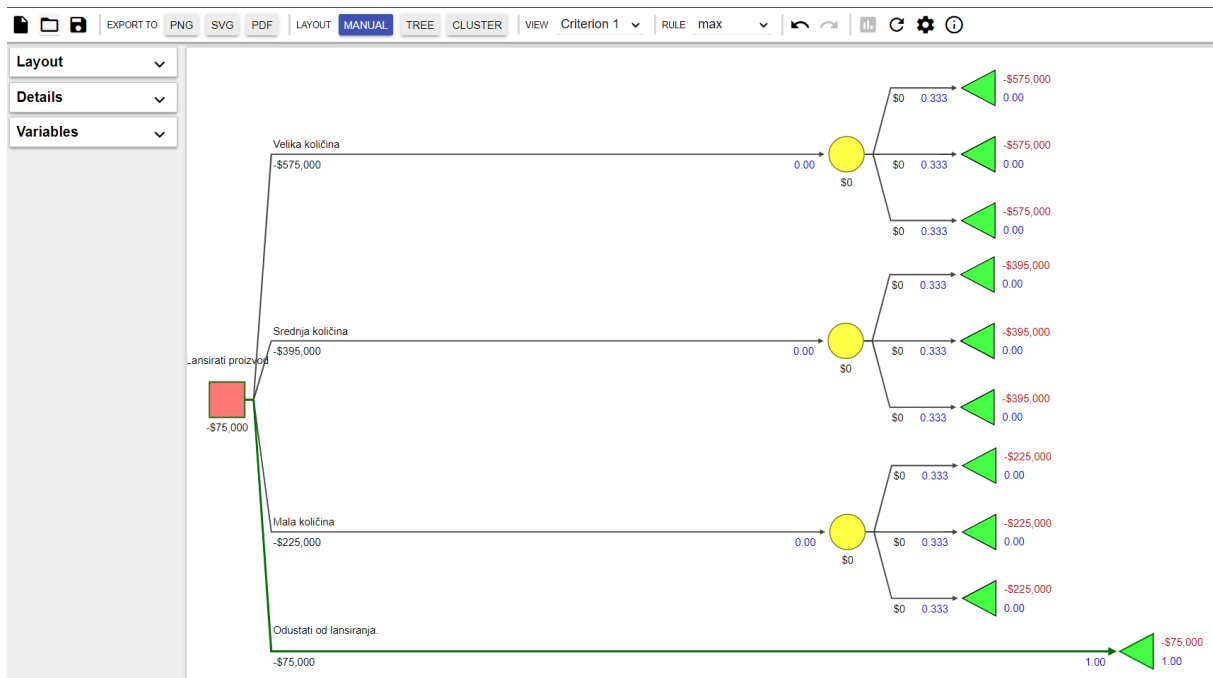 EXPORT TO PNG SVG PDF LAYOUT MANUAL TREE CLUSTER VIEW Criterion 1 RULE max
Layout
Details
Variables
-$575,000
$0 0.333 0.00
Velika količina
-$575,000
-$575,000 0.00 $0 0.333 0.00
$0
-$575,000
$0 0.333 0.00
-$395,000
$0 0.333 0.00
Srednja količina
-$395,000
-$395,000 0.00 $0 0.333 0.00
Lansirati proizvod
$0
-$395,000
$0 0.333 0.00
-$75,000
-$225,000
$0 0.333 0.00
Mala količina
-$225,000
-$225,000 0.00 $0 0.333 0.00
$0
-$225,000
$0 0.333 0.00
Odustati od lansiranja.
-$75,000
-$75,000 1.00 1.00